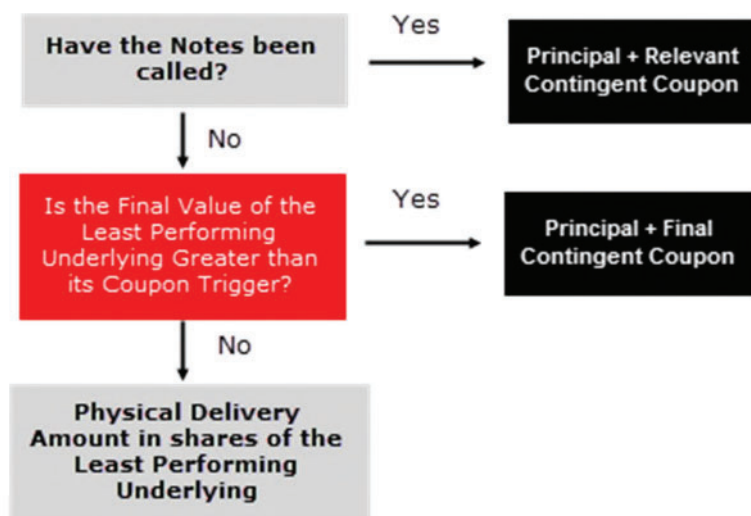 Have the Notes been
called?
Yes
Principal + Relevant
Contingent Coupon
No
Is the Final Value of the
Least Performing
Underlying Greater than
its Coupon Trigger?
Yes
Principal + Final
Contingent Coupon
No
Physical Delivery
Amount in shares of the
Least Performing
Underlying